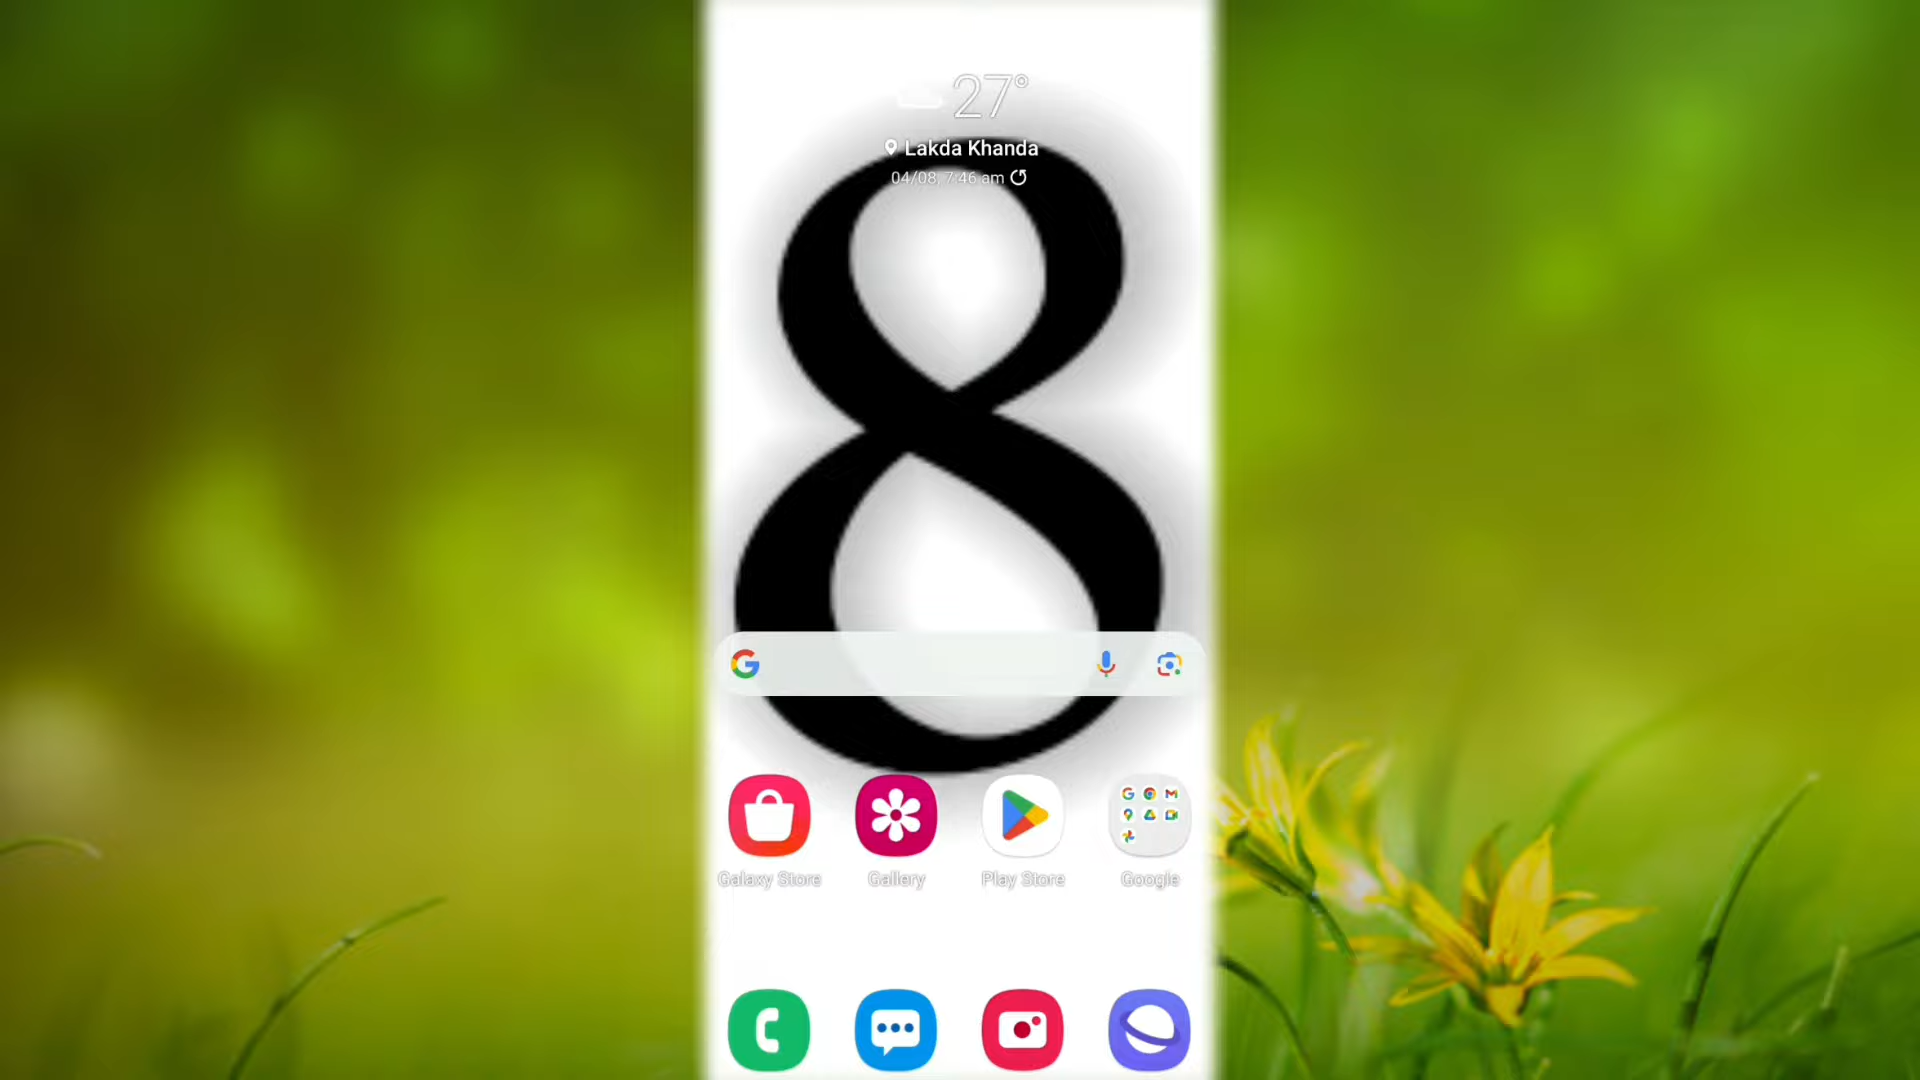 27°
Lakda Khanda
04/08, 7:46 am
8
G
Galaxy Store
Gallery
Play Store
Google